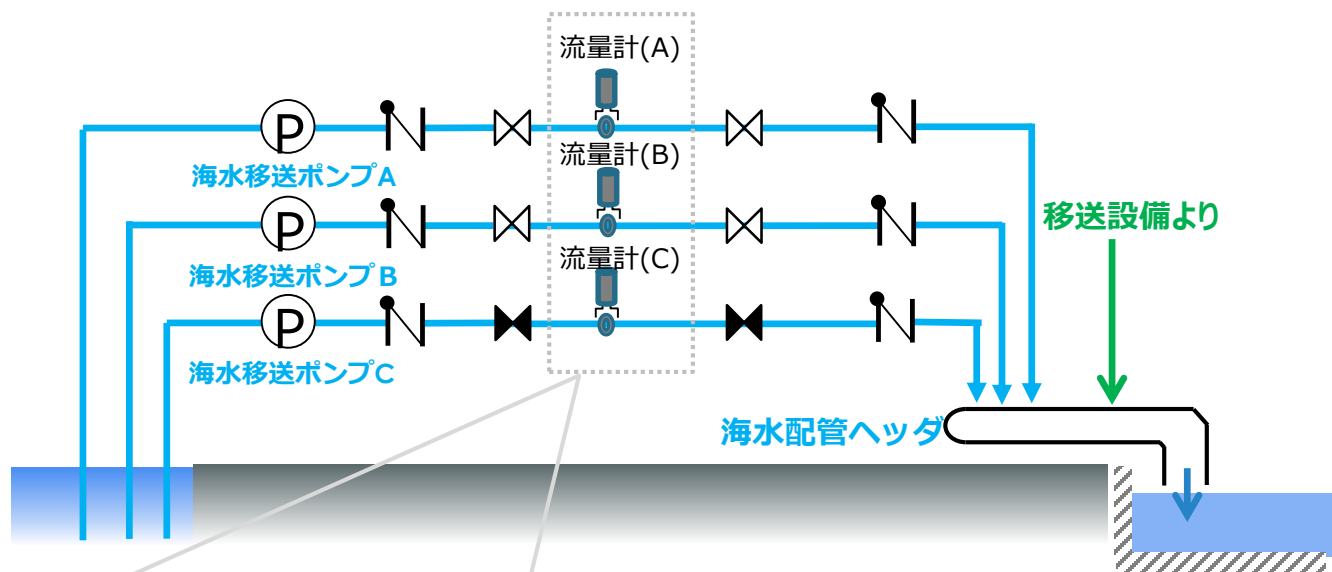 流量計(A)
P
海水移送ポンプA
流量計(B)
P
移送設備より
海水移送ポンプB
流量計(C)
P
海水移送ポンプC
海水配管ヘッダ